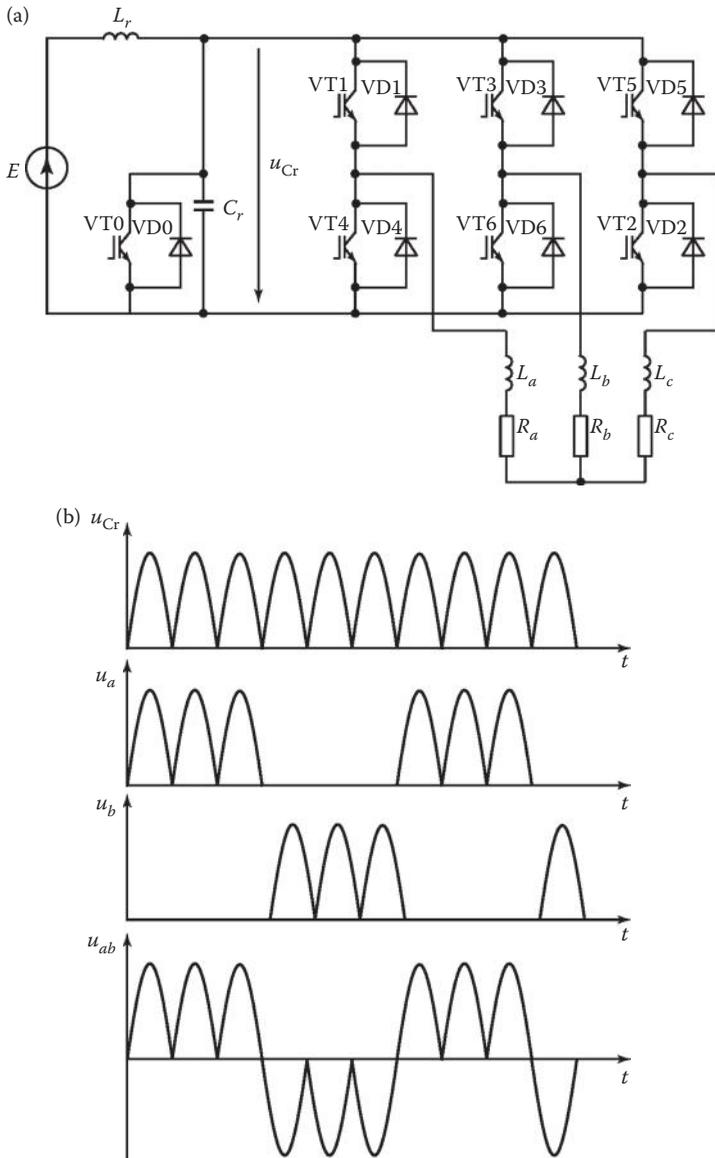 (a)
L_r
VT1 VD1 VT3 VD3 VT5 VD5
E
u_Cr
VT0 VD0
C_r
VT4 VD4 VT6 VD6 VT2 VD2
L_a L_b L_c
R_a R_b R_c
(b)
u_Cr
t
u_a
t
u_b
t
u_ab
t